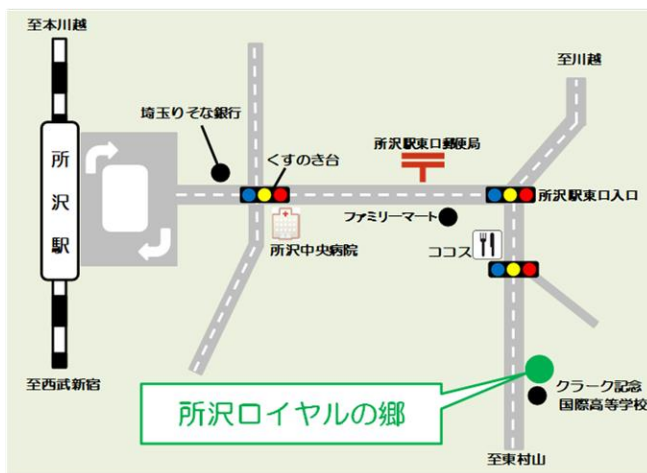 至本川越
至川越
埼玉りそな銀行
所沢駅東口郵便局
くすのき台
所沢駅
所沢駅東口入口
ファミリーマート
所沢中央病院
ココス
至西武新宿
所沢ロイヤルの郷
クラーク記念
国際高等学校
至東村山